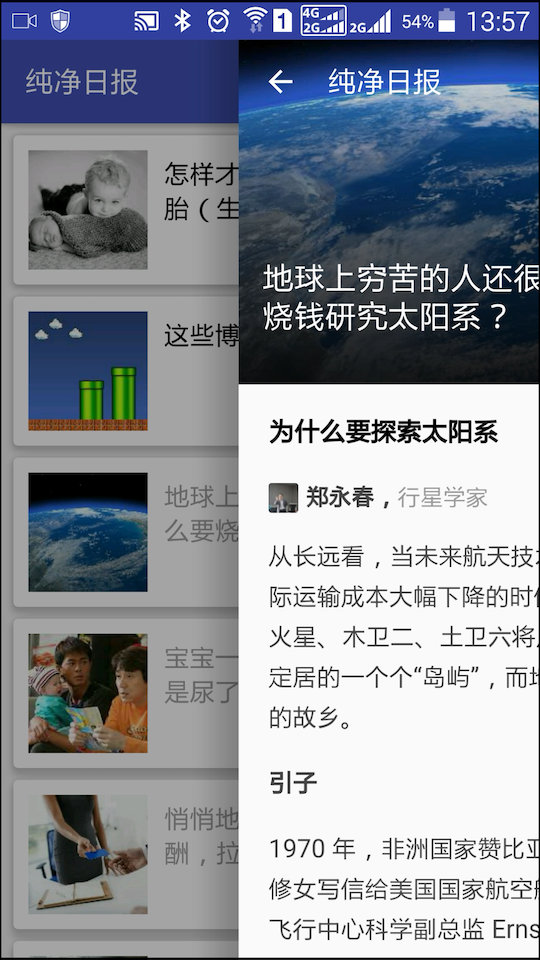 4G
2G
2G
1
54%
13:57
纯净日报
怎样才
胎（生
这些博
地球上
么要烧
宝宝一
是尿了
悄悄地
酬，拉
纯净日报
地球上穷苦的人还很
烧钱研究太阳系？
为什么要探索太阳系
郑永春，行星学家
从长远看，当未来航天技
际运输成本大幅下降的时
火星、木卫二、土卫六将
定居的一个个“岛屿”，而
的故乡。
引子
1970 年，非洲国家赞比亚
修女写信给美国国家航空
飞行中心科学副总监 Erns